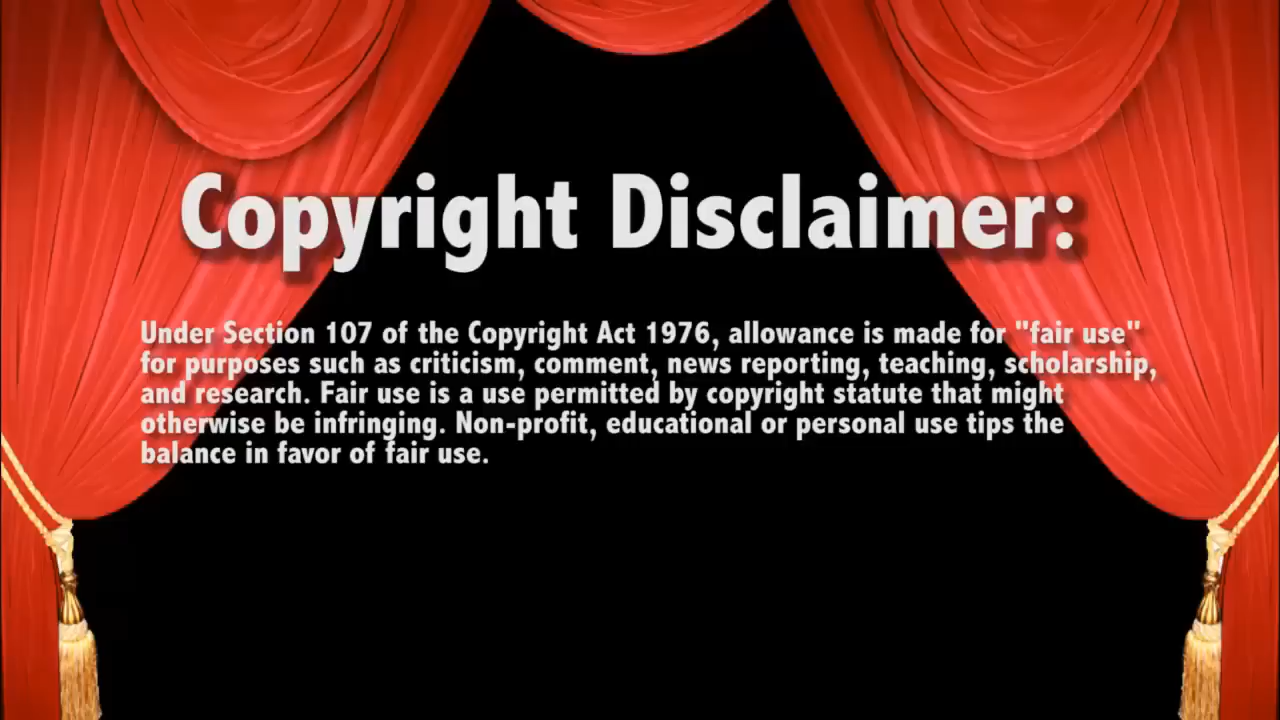 Copyright Disclaimer:
Under Section 107 of the Copyright Act 1976, allowance is made for "fair use"
for purposes such as criticism, comment, news reporting, teaching, scholarship,
and research. Fair use is a use permitted by copyright statute that might
otherwise be infringing. Non-profit, educational or personal use tips the
balance in favor of fair use.